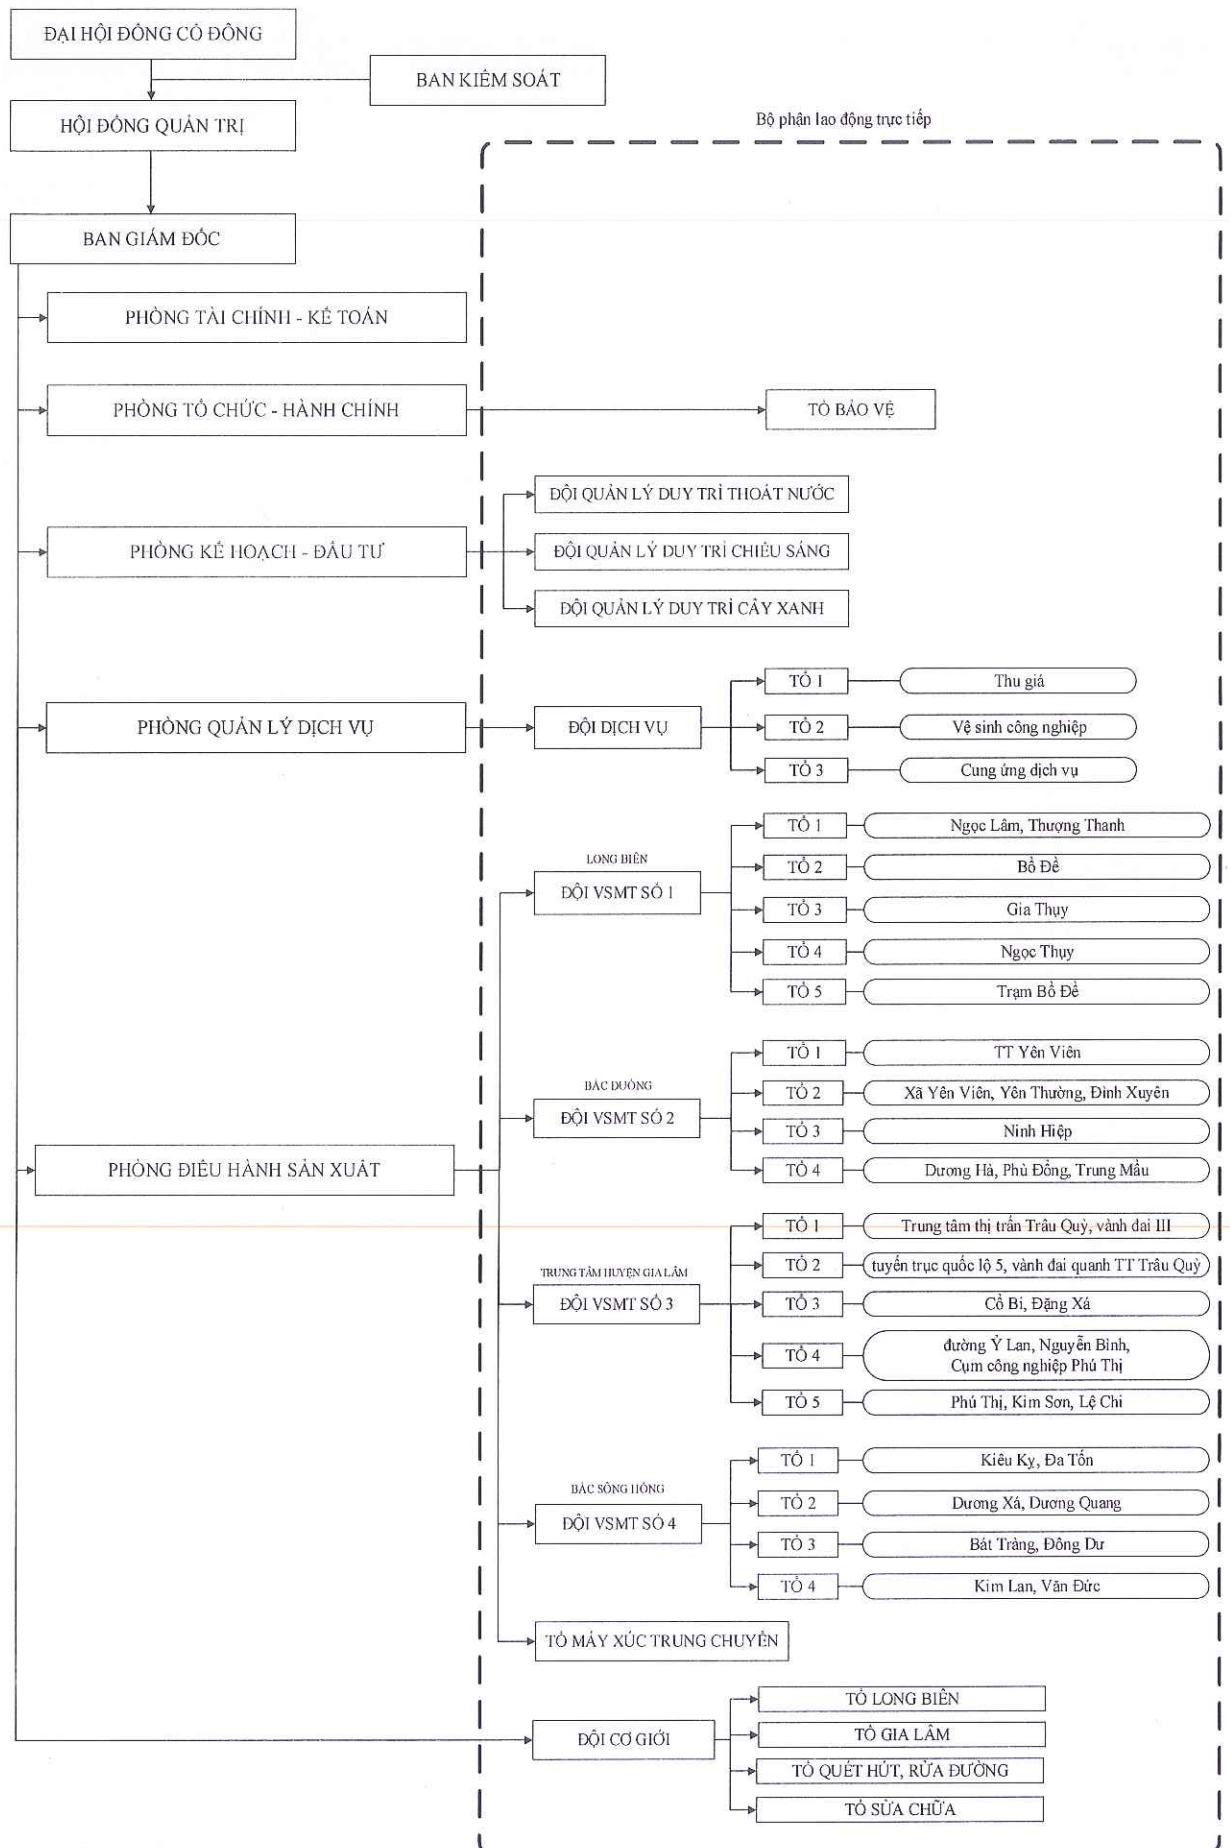 ĐẠI HỘI ĐỒNG CỔ ĐÔNG
BAN KIỂM SOÁT
HỘI ĐỒNG QUẢN TRỊ
Bộ phận lao động trực tiếp
BAN GIÁM ĐỐC
PHÒNG TÀI CHÍNH - KẾ TOÁN
PHÒNG TỔ CHỨC - HÀNH CHÍNH
TỔ BẢO VỆ
ĐỘI QUẢN LÝ DUY TRÌ THOÁT NƯỚC
PHÒNG KẾ HOẠCH - ĐẦU TƯ
ĐỘI QUẢN LÝ DUY TRÌ CHIẾU SÁNG
ĐỘI QUẢN LÝ DUY TRÌ CÂY XANH
PHÒNG QUẢN LÝ DỊCH VỤ
ĐỘI DỊCH VỤ
TỔ 1
Thu giá
TỔ 2
Vệ sinh công nghiệp
TỔ 3
Cung ứng dịch vụ
LONG BIÊN
ĐỘI VSMT SỐ 1
TỔ 1
Ngọc Lâm, Thượng Thanh
TỔ 2
Bồ Đề
TỔ 3
Gia Thụy
TỔ 4
Ngọc Thụy
TỔ 5
Trạm Bồ Đề
BẮC ĐUỐNG
ĐỘI VSMT SỐ 2
TỔ 1
TT Yên Viên
TỔ 2
Xã Yên Viên, Yên Thường, Đình Xuyên
TỔ 3
Ninh Hiệp
TỔ 4
Dương Hà, Phù Đổng, Trung Mầu
PHÒNG ĐIỀU HÀNH SẢN XUẤT
TRUNG TÂM HUYỆN GIA LÂM
ĐỘI VSMT SỐ 3
TỔ 1
Trung tâm thị trấn Trâu Quỳ, vành đai III
TỔ 2
tuyến trục quốc lộ 5, vành đai quanh TT Trâu Quỳ
TỔ 3
Cổ Bi, Đặng Xá
TỔ 4
đường Ỷ Lan, Nguyễn Bình,
Cụm công nghiệp Phú Thị
TỔ 5
Phú Thị, Kim Sơn, Lệ Chi
BẮC SÔNG HỒNG
ĐỘI VSMT SỐ 4
TỔ 1
Kiêu Kỵ, Đa Tốn
TỔ 2
Dương Xá, Dương Quang
TỔ 3
Bát Tràng, Đông Dư
TỔ 4
Kim Lan, Văn Đức
TỔ MÁY XÚC TRUNG CHUYỂN
ĐỘI CƠ GIỚI
TỔ LONG BIÊN
TỔ GIA LÂM
TỔ QUÉT HÚT, RỬA ĐƯỜNG
TỔ SỬA CHỮA